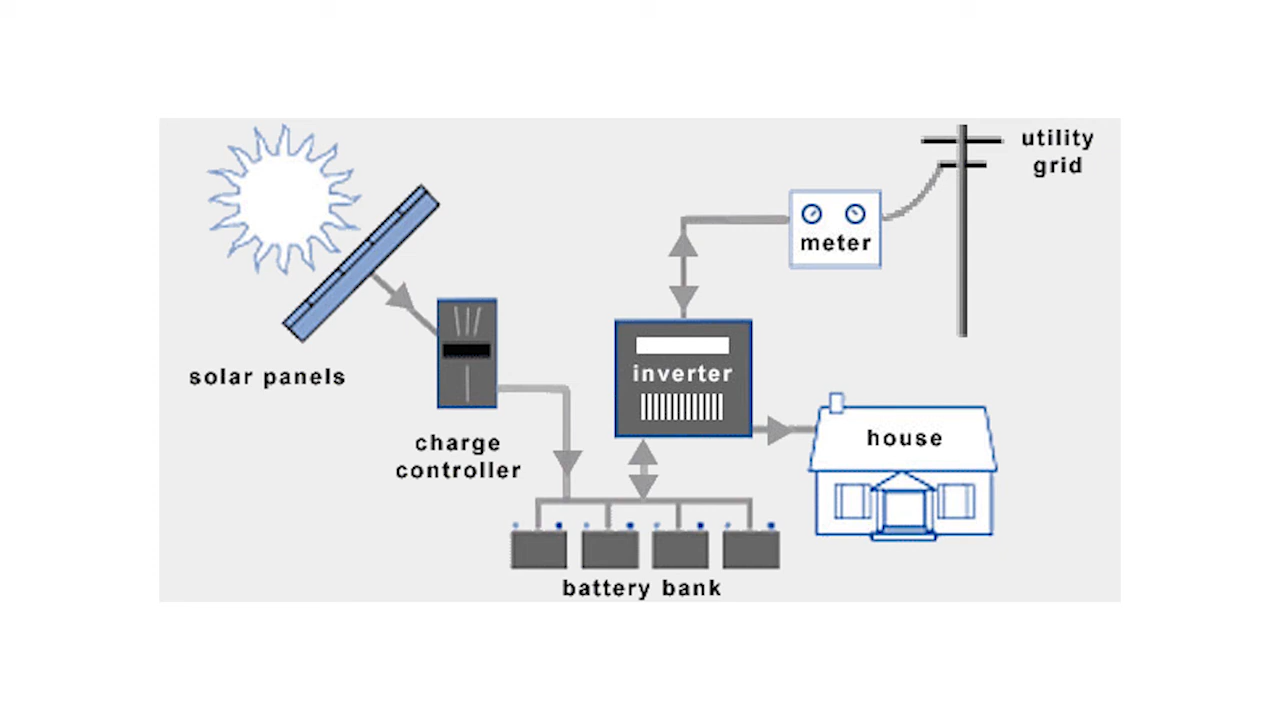 utility
grid
meter
solar panels
inverter
charge
controller
house
battery bank